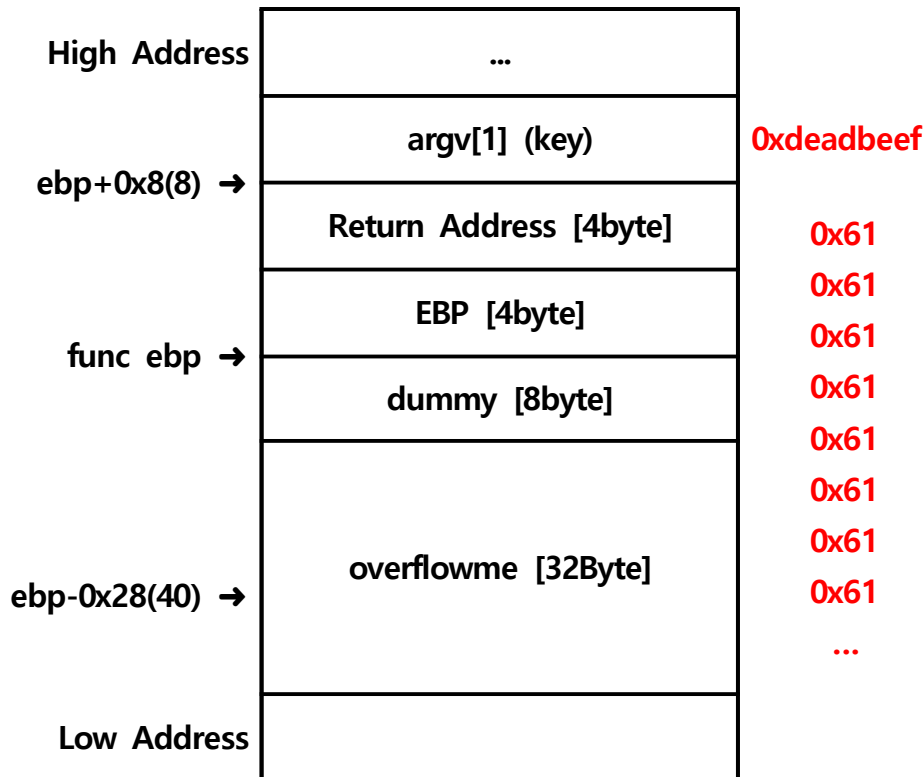 High Address
...
argv[1] (key)
0xdeadbeef
ebp+0x8(8) ➜
Return Address [4byte]
0x61
0x61
EBP [4byte]
0x61
func ebp ➜
0x61
dummy [8byte]
0x61
0x61
0x61
overflowme [32Byte]
ebp-0x28(40) ➜
0x61
...
Low Address